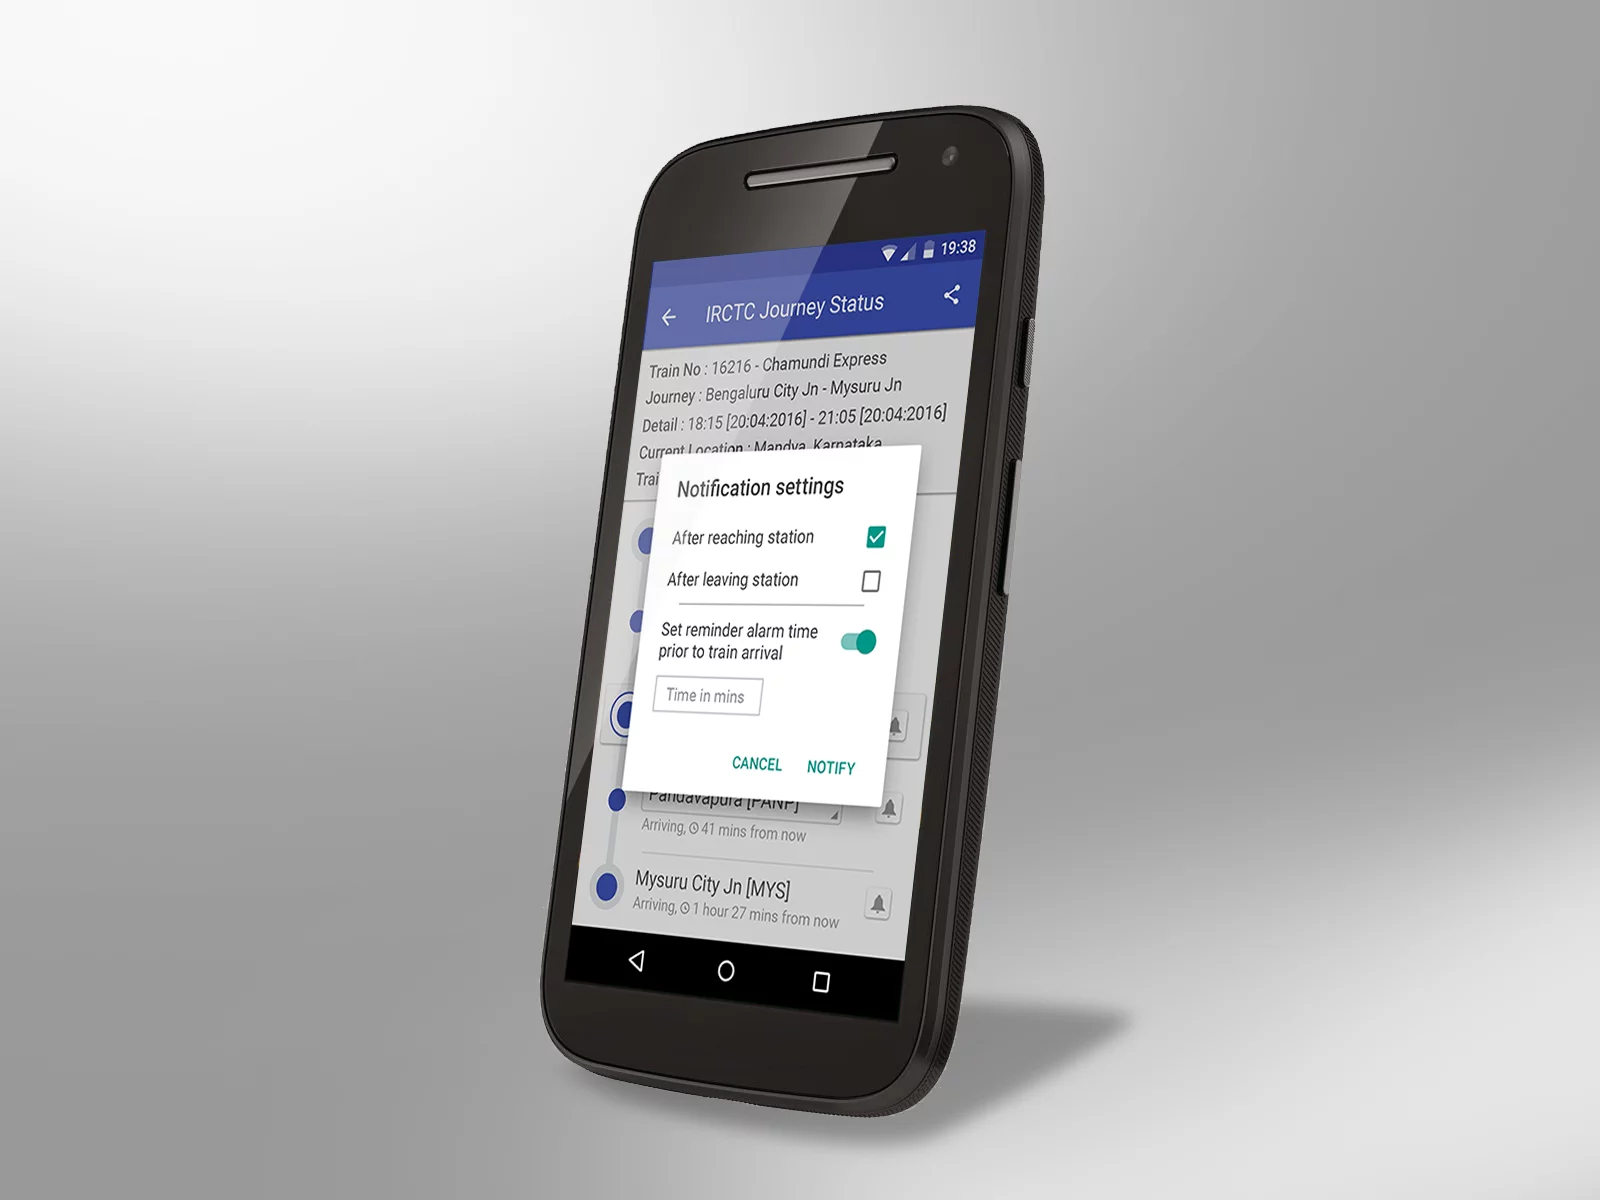 19:38
IRCTC Journey Status
Train No : 16216 - Chamundi Express
Journey : Bengaluru City Jn - Mysuru Jn
Detail : 18:15 [20:04:2016] - 21:05 [20:04:2016]
Current Location : Mandya, Karnataka
Trai
Notification settings
After reaching station
After leaving station
Set reminder alarm time
prior to train arrival
Time in mins
CANCEL NOTIFY
Pandavapura [PANP]
Arriving, 41 mins from now
Mysuru City Jn [MYS]
Arriving, 1 hour 27 mins from now